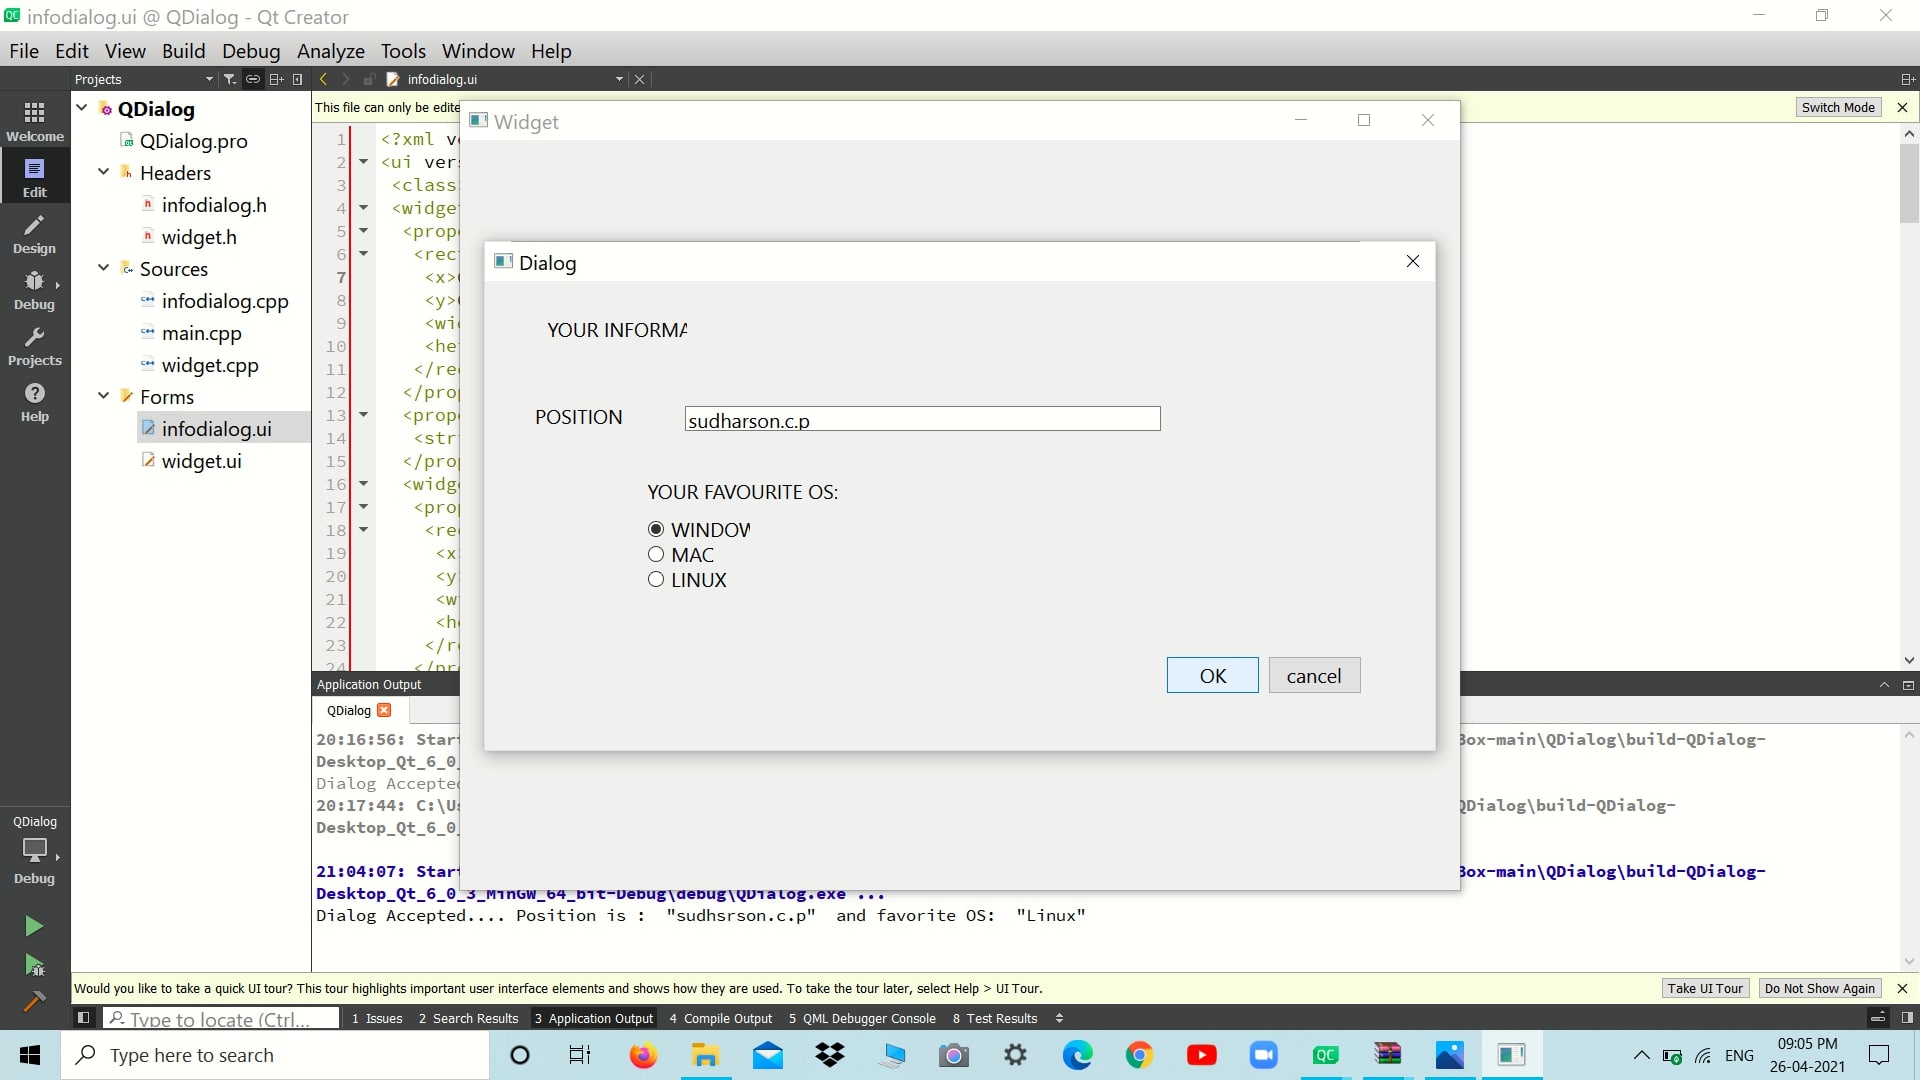 infodialog.ui @ QDialog - Qt Creator
File Edit View Build Debug Analyze Tools Window Help
Projects
infodialog.ui
Welcome
Edit
Design
Debug
Projects
Help
QDialog
QDialog.pro
Headers
infodialog.h
widget.h
Sources
infodialog.cpp
main.cpp
widget.cpp
Forms
infodialog.ui
widget.ui
This file can only be edite
Switch Mode
1 <?xml v
2 <ui ver
3 <class
4 <widge
5 <prop
6 <rec
7 <x>
8 <y>
9 <wi
10 <he
11 </re
12 </prop
13 <prop
14 <str
15 </prop
16 <widg
17 <prop
18 <re
19 <x
20 <y
21 <w
22 <h
23 </r
24 </pr
Widget
Dialog
YOUR INFORMA
POSITION
sudharson.c.p
YOUR FAVOURITE OS:
WINDOW
MAC
LINUX
OK cancel
Application Output
QDialog
20:16:56: Star Box-main\QDialog\build-QDialog-
Desktop_Qt_6_0_
Dialog Accepted
20:17:44: C:\U QDialog\build-QDialog-
Desktop_Qt_6_0_
21:04:07: Star Box-main\QDialog\build-QDialog-
Desktop_Qt_6_0_3_MinGW_64_bit-Debug\debug\QDialog.exe ...
Dialog Accepted.... Position is : "sudhsrson.c.p" and favorite OS: "Linux"
QDialog
Debug
Would you like to take a quick UI tour? This tour highlights important user interface elements and shows how they are used. To take the tour later, select Help > UI Tour.
Take UI Tour
Do Not Show Again
Type to locate (Ctrl...
1 Issues 2 Search Results 3 Application Output 4 Compile Output 5 QML Debugger Console 8 Test Results
Type here to search
QC
ENG
09:05 PM
26-04-2021